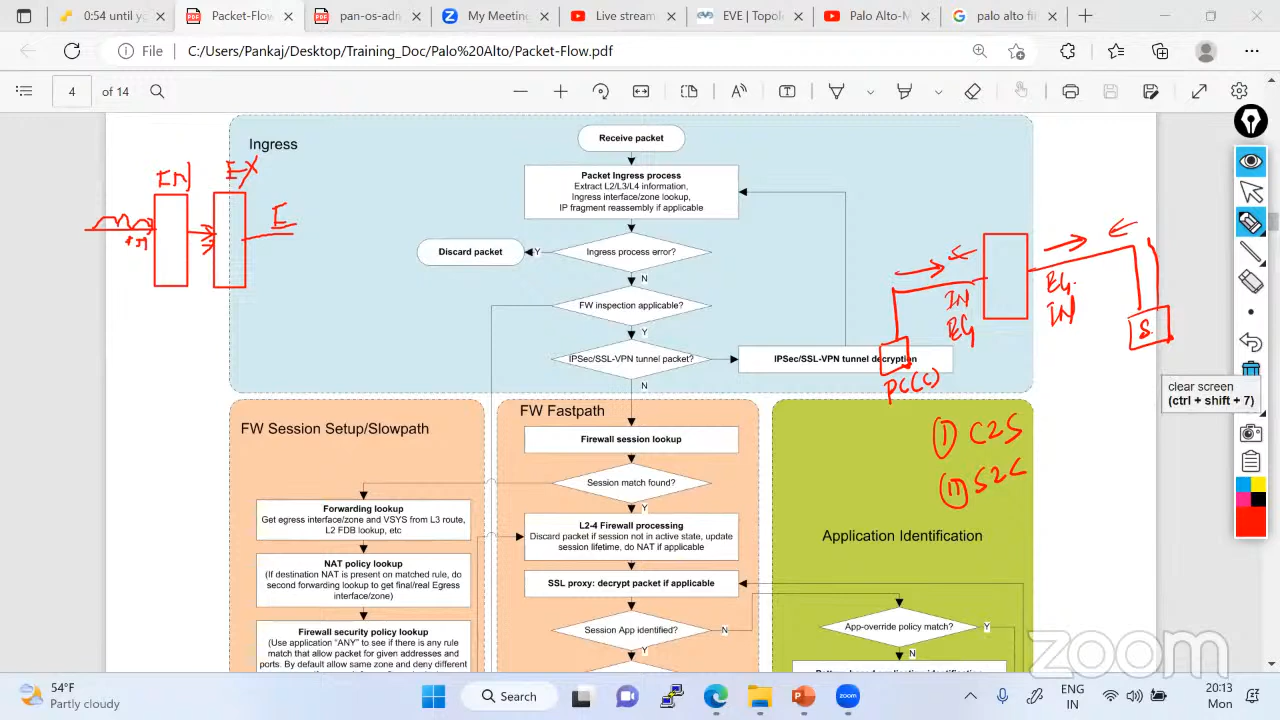 0:54 fort
Packet-Flow.
pan-os-adn
My Meeting
Live stream
EVE | Topol
Palo Alto-M
palo alto fil
File
C:/Users/Pankaj/Desktop/Training_Doc/Palo%20Alto/Packet-Flow.pdf
4 of 14
Ingress
Receive packet
Packet Ingress process
Extract L2/L3/L4 information,
Ingress interface/zone lookup,
IP fragment reassembly if applicable
Discard packet
Y
Ingress process error?
N
FW inspection applicable?
Y
IPSec/SSL-VPN tunnel packet?
IPSec/SSL-VPN tunnel decryption
N
EX
E
IN
EG
EG.
IN
S.
PC(C)
I C2S
II S2C
clear screen
(ctrl + shift + 7)
FW Session Setup/Slowpath
FW Fastpath
Firewall session lookup
Session match found?
Y
Forwarding lookup
Get egress interface/zone and VSYS from L3 route,
L2 FDB lookup, etc
L2-4 Firewall processing
Discard packet if session not in active state, update
session lifetime, do NAT if applicable
Application Identification
NAT policy lookup
(If destination NAT is present on matched rule, do
second forwarding lookup to get final/real Egress
interface/zone)
SSL proxy: decrypt packet if applicable
Firewall security policy lookup
(Use application "ANY" to see if there is any rule
match that allow packet for given addresses and
ports. By default allow same zone and deny different
Session App identified?
N
Y
App-override policy match?
Y
N
zoom
54°F
Partly cloudy
Search
zoom
ENG
IN
20:13
Mon